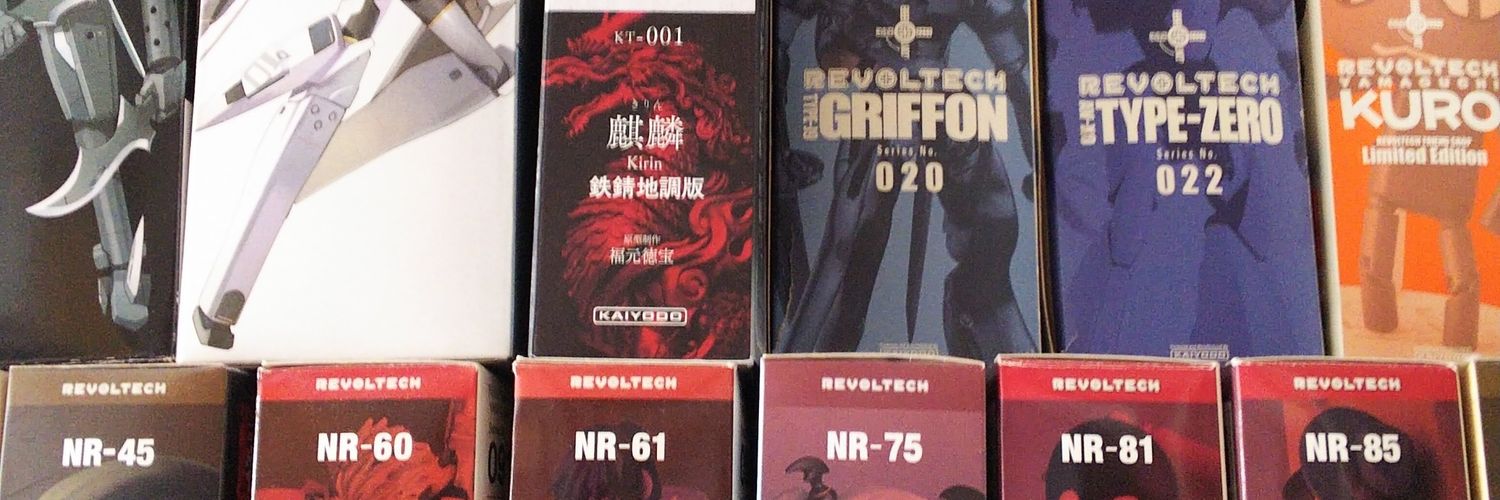 04
KT-001
きりん
麒麟
Kirin
鉄錆地調版
原型制作
福元徳宝
KAIYODO
REVOLTECH
GRIFFON
Series No.
020
REVOLTECH
TYPE-ZERO
Series No.
022
KAIYODO
REVOLTECH
YAMAGUCHI
KURO
Limited Edition
REVOLTECH
NR-45
REVOLTECH
NR-60
REVOLTECH
NR-61
REVOLTECH
NR-75
REVOLTECH
NR-81
REVOLTECH
NR-85